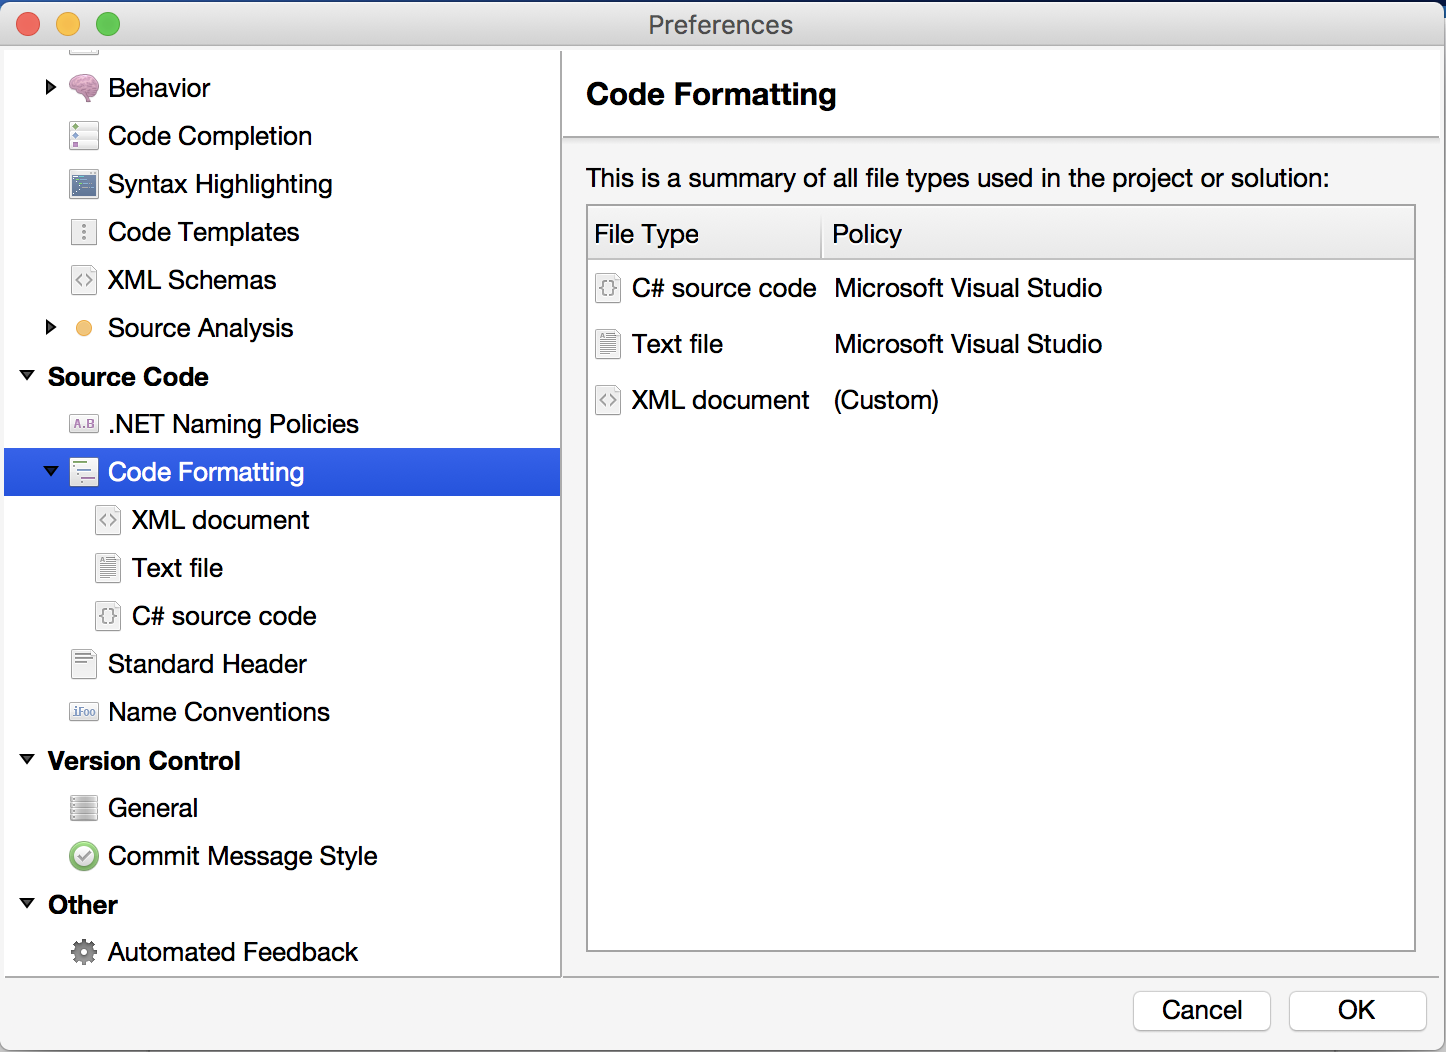 Preferences
Behavior
Code Completion
Syntax Highlighting
Code Templates
XML Schemas
Source Analysis
Source Code
A.B .NET Naming Policies
Code Formatting
XML document
Text file
C# source code
Standard Header
iFoo Name Conventions
Version Control
General
Commit Message Style
Other
Automated Feedback
Code Formatting
This is a summary of all file types used in the project or solution:
File Type Policy
C# source code Microsoft Visual Studio
Text file Microsoft Visual Studio
XML document (Custom)
Cancel OK